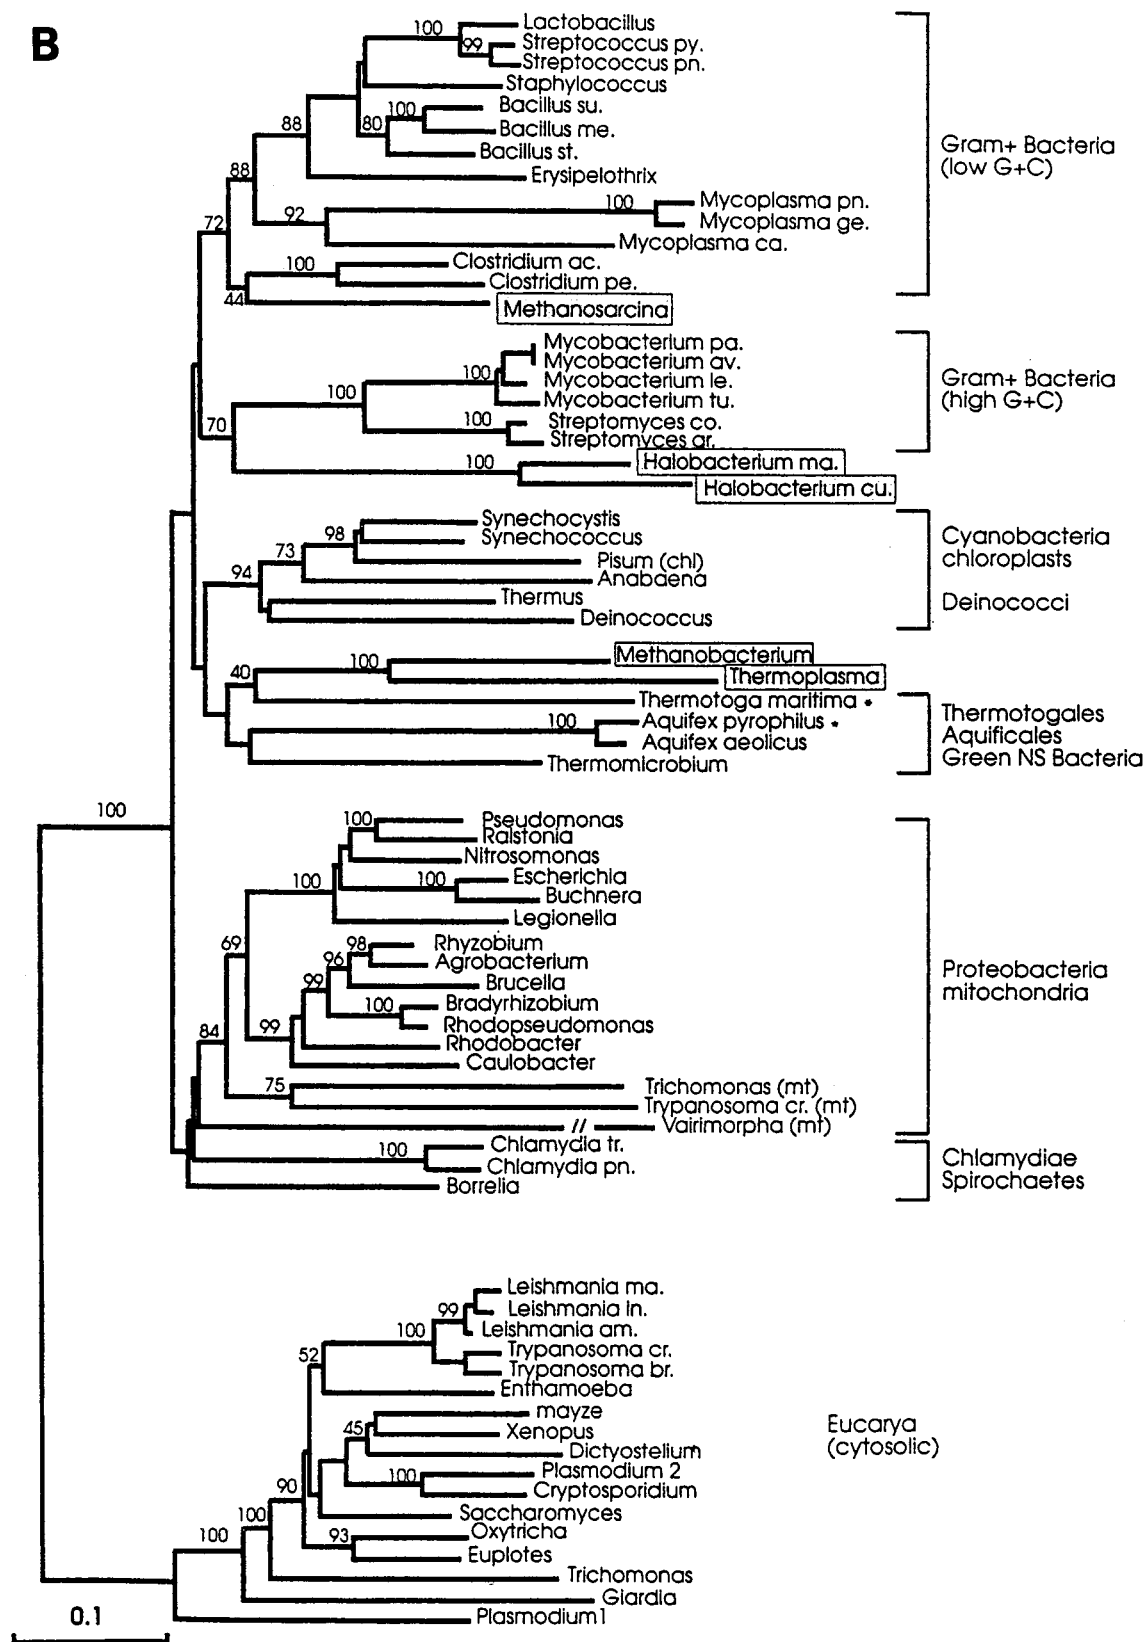 B
100
Lactobacillus
99
Streptococcus py.
Streptococcus pn.
Staphylococcus
Bacillus su.
100
88
80
Bacillus me.
Bacillus st.
Gram+ Bacteria
(low G+C)
88
Erysipelothrix
100
Mycoplasma pn.
92
Mycoplasma ge.
72
Mycoplasma ca.
100
Clostridium ac.
Clostridium pe.
44
Methanosarcina
Mycobacterium pa.
Mycobacterium av.
100
Mycobacterium le.
Gram+ Bacteria
(high G+C)
100
Mycobacterium tu.
100
Streptomyces co.
70
Streptomyces ar.
100
Halobacterium ma.
Halobacterium cu.
Synechocystis
98
Synechococcus
Cyanobacteria
chloroplasts
73
Pisum (chl)
94
Anabaena
Thermus
Deinococci
Deinococcus
Methanobacterium
100
40
Thermoplasma
Thermotoga maritima *
Thermotogales
100
Aquifex pyrophilus *
Aquificales
Aquifex aeolicus
Green NS Bacteria
Thermomicrobium
100
100
Pseudomonas
Ralstonia
Nitrosomonas
100
100
Escherichia
Buchnera
Legionella
69
98
Rhyzobium
96
Agrobacterium
Proteobacteria
mitochondria
99
Brucella
100
Bradyrhizobium
84
99
Rhodopseudomonas
Rhodobacter
Caulobacter
75
Trichomonas (mt)
Trypanosoma cr. (mt)
//
Vairimorpha (mt)
100
Chlamydia tr.
Chlamydiae
Chlamydia pn.
Spirochaetes
Borrelia
Leishmania ma.
99
Leishmania in.
100
Leishmania am.
Trypanosoma cr.
52
Trypanosoma br.
Enthamoeba
mayze
45
Xenopus
Eucarya
(cytosolic)
Dictyostelium
100
Plasmodium 2
90
Cryptosporidium
100
Saccharomyces
93
Oxytricha
100
Euplotes
Trichomonas
Giardia
0.1
Plasmodium1